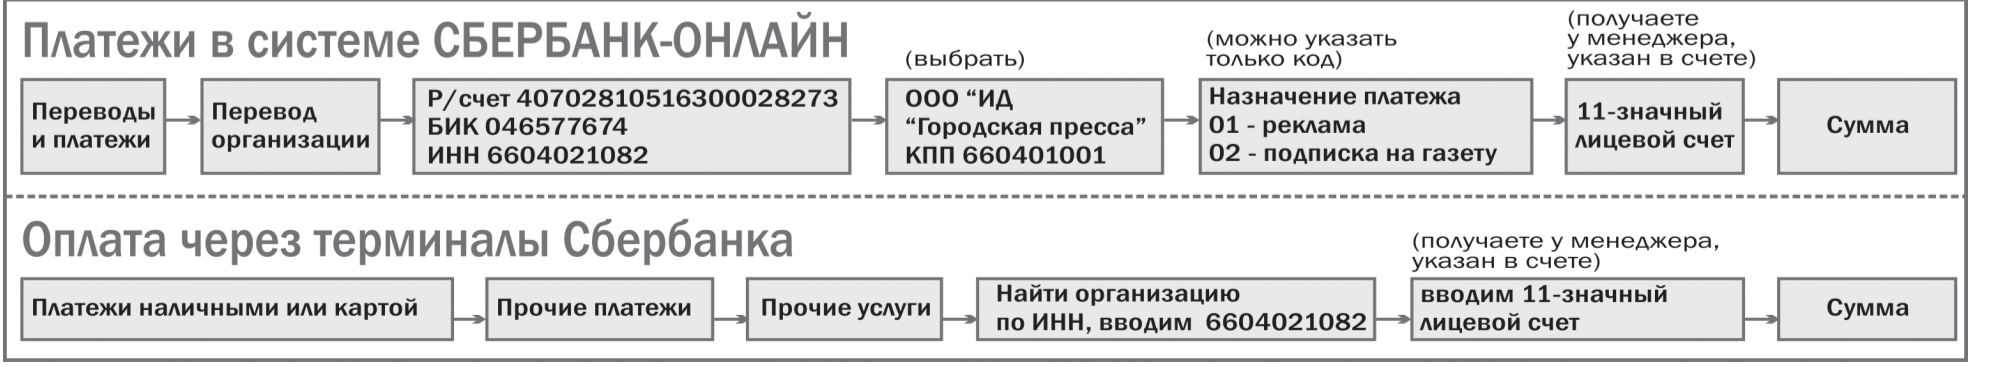 Платежи в системе СБЕРБАНК-ОНЛАЙН
Переводы
и платежи
Перевод
организации
Р/счет 40702810516300028273
БИК 046577674
ИНН 6604021082
(выбрать)
ООО “ИД
“Городская пресса”
КПП 660401001
(можно указать
только код)
Назначение платежа
01 - реклама
02 - подписка на газету
(получаете
у менеджера,
указан в счете)
11-значный
лицевой счет
Сумма
Оплата через терминалы Сбербанка
Платежи наличными или картой
Прочие платежи
Прочие услуги
Найти организацию
по ИНН, вводим 6604021082
(получаете у менеджера,
указан в счете)
вводим 11-значный
лицевой счет
Сумма